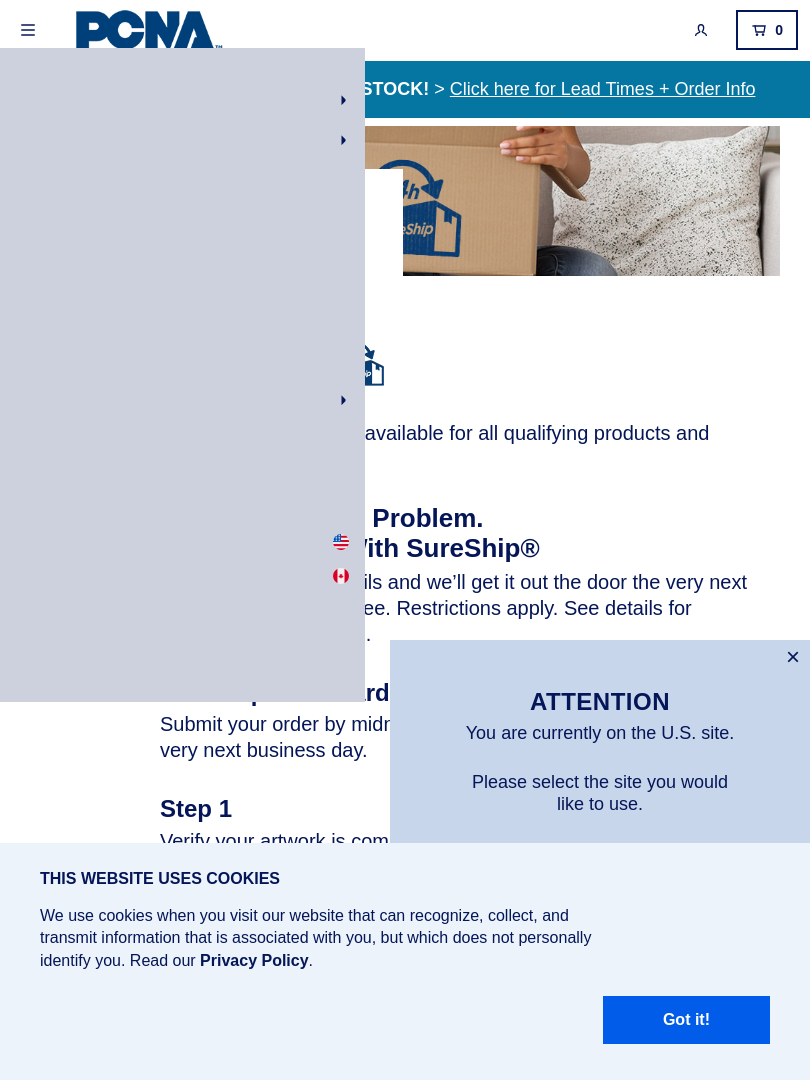 PCNA™
0
STOCK! > Click here for Lead Times + Order Info
available for all qualifying products and
Problem.
With SureShip®
ils and we’ll get it out the door the very next
ee. Restrictions apply. See details for
.
Submit your order by midn
very next business day.
Step 1
Verify your artwork is com
ATTENTION
You are currently on the U.S. site.
Please select the site you would
like to use.
THIS WEBSITE USES COOKIES
We use cookies when you visit our website that can recognize, collect, and
transmit information that is associated with you, but which does not personally
identify you. Read our Privacy Policy.
Got it!